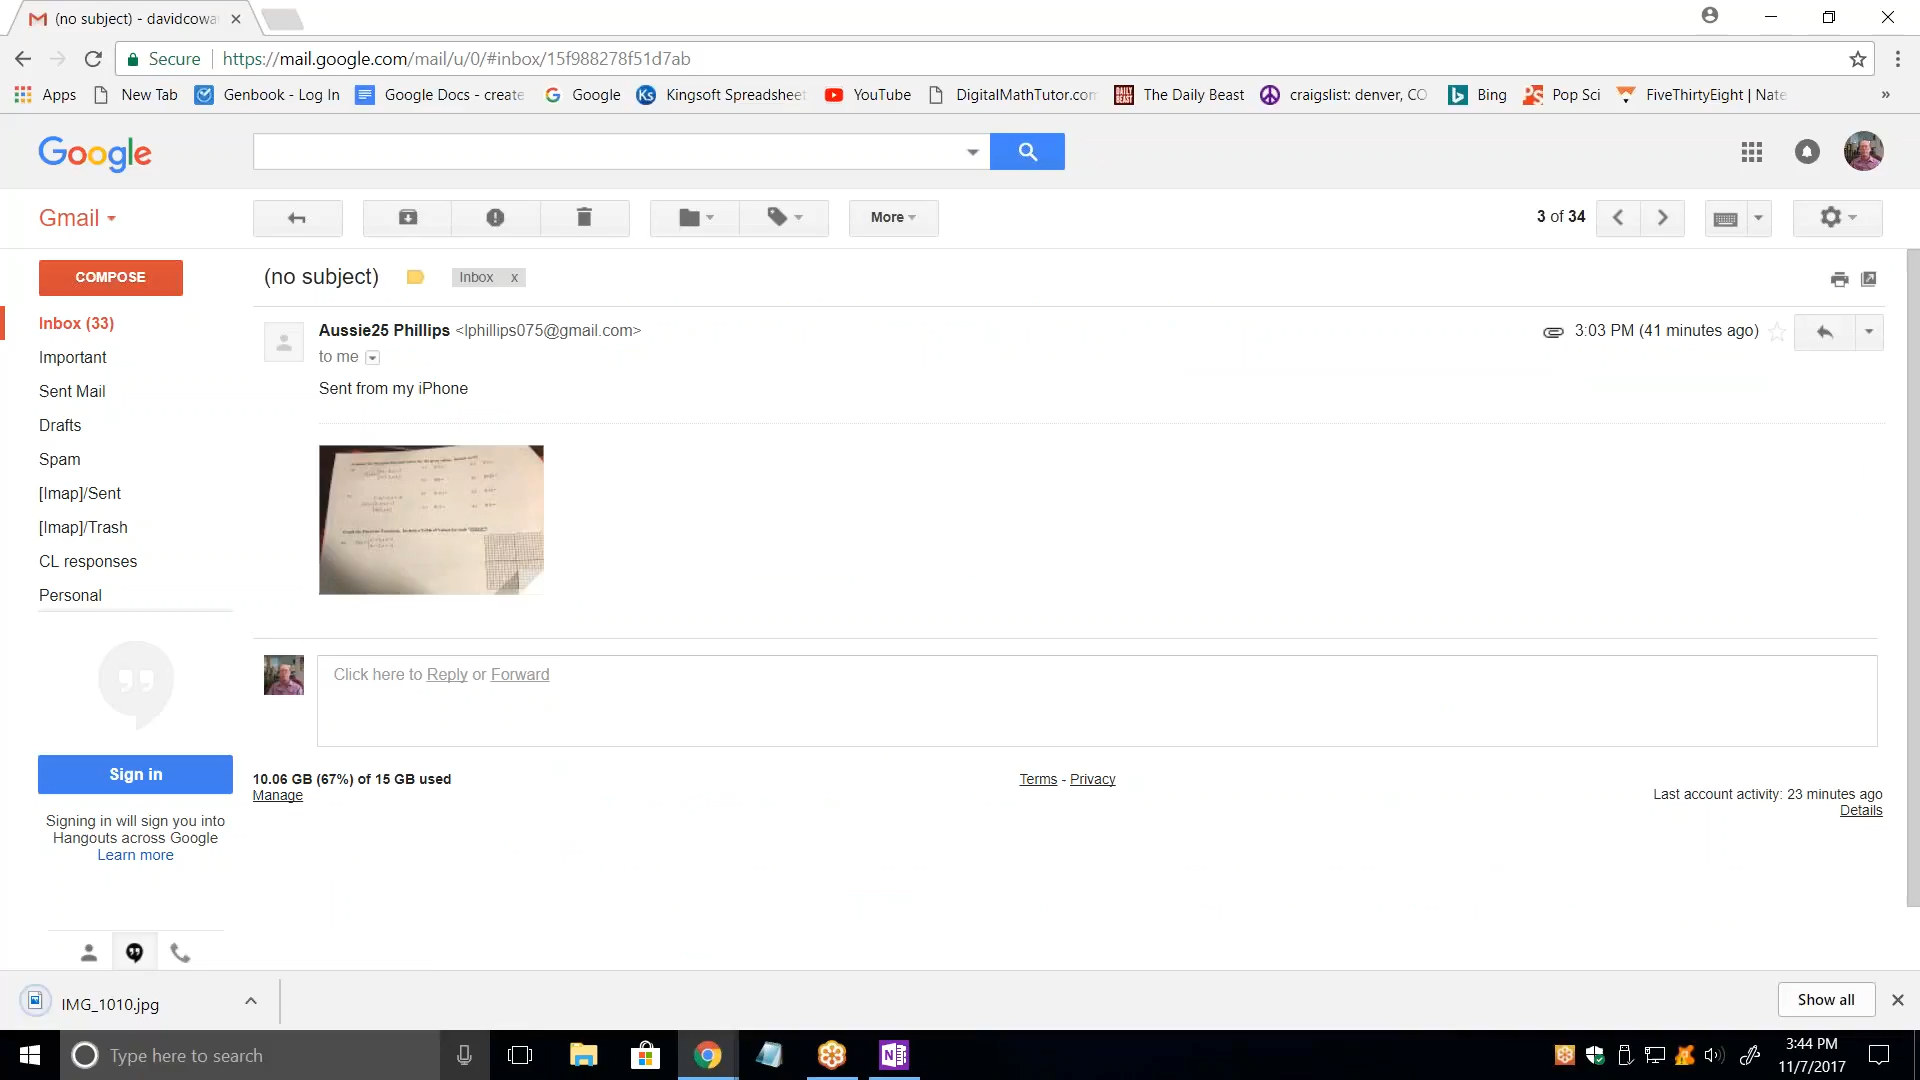 (no subject) - davidcowa
Secure https://mail.google.com/mail/u/0/#inbox/15f988278f51d7ab
Apps New Tab Genbook - Log In Google Docs - create Google Kingsoft Spreadsheet YouTube DigitalMathTutor.com The Daily Beast craigslist: denver, CO Bing Pop Sci FiveThirtyEight | Nate »
Google
Gmail More 3 of 34
COMPOSE
(no subject) Inbox x
Inbox (33)
Important
Sent Mail
Drafts
Spam
[Imap]/Sent
[Imap]/Trash
CL responses
Personal
Aussie25 Phillips <lphillips075@gmail.com> 3:03 PM (41 minutes ago)
to me
Sent from my iPhone
Click here to Reply or Forward
Sign in
Signing in will sign you into
Hangouts across Google
Learn more
10.06 GB (67%) of 15 GB used
Manage
Terms - Privacy
Last account activity: 23 minutes ago
Details
IMG_1010.jpg Show all
Type here to search
3:44 PM
11/7/2017